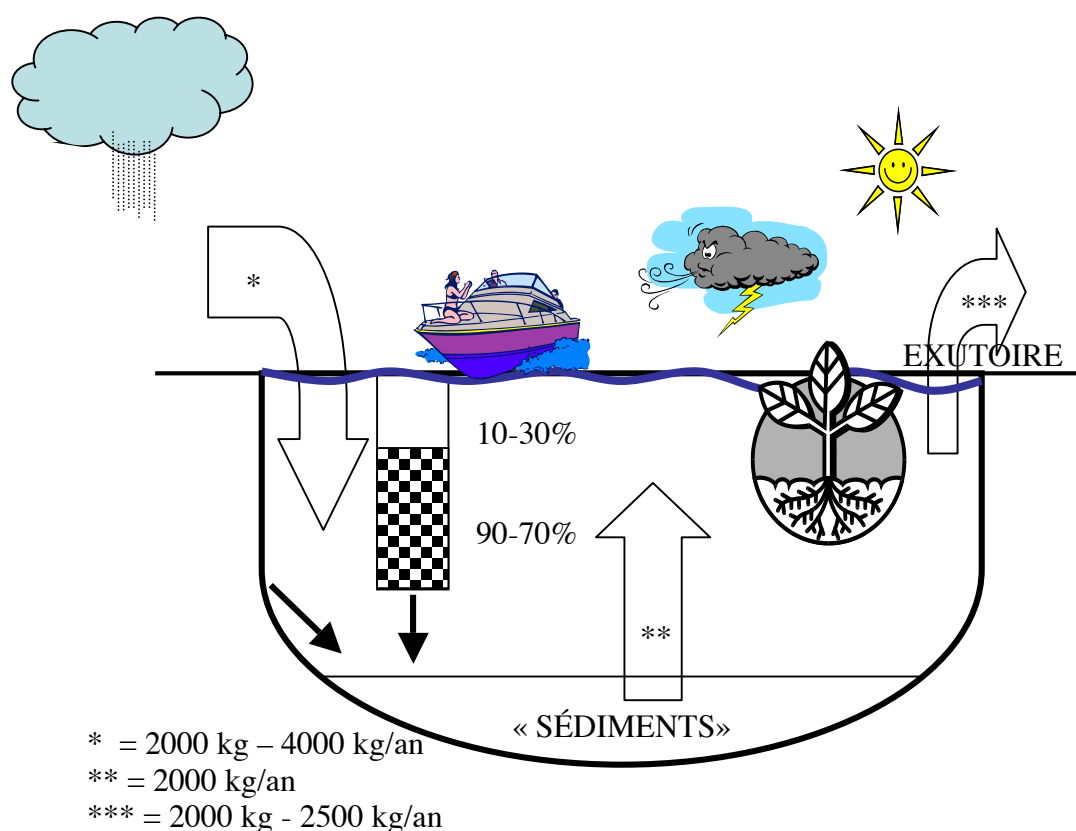 *
***
EXUTOIRE
10-30%
90-70%
**
« SÉDIMENTS»
* = 2000 kg – 4000 kg/an
** = 2000 kg/an
*** = 2000 kg - 2500 kg/an